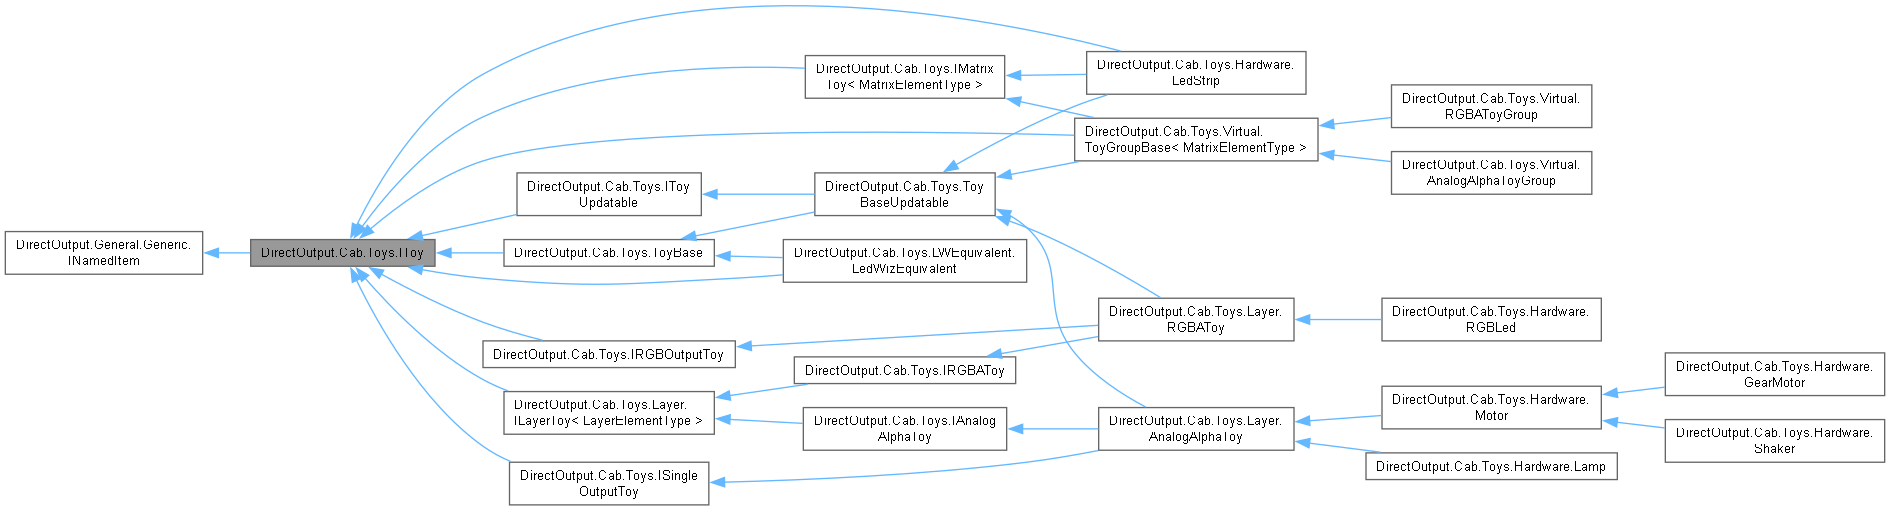 DirectOutput.General.Generic.
INamedItem
DirectOutput.Cab.Toys.IToy
DirectOutput.Cab.Toys.IToy
Updatable
DirectOutput.Cab.Toys.ToyBase
DirectOutput.Cab.Toys.IRGBOutputToy
DirectOutput.Cab.Toys.Layer.
ILayerToy< LayerElementType >
DirectOutput.Cab.Toys.ISingle
OutputToy
DirectOutput.Cab.Toys.IMatrix
Toy< MatrixElementType >
DirectOutput.Cab.Toys.Toy
BaseUpdatable
DirectOutput.Cab.Toys.LWEquivalent.
LedWizEquivalent
DirectOutput.Cab.Toys.IRGBAToy
DirectOutput.Cab.Toys.IAnalog
AlphaToy
DirectOutput.Cab.Toys.Hardware.
LedStrip
DirectOutput.Cab.Toys.Virtual.
ToyGroupBase< MatrixElementType >
DirectOutput.Cab.Toys.Layer.
RGBAToy
DirectOutput.Cab.Toys.Layer.
AnalogAlphaToy
DirectOutput.Cab.Toys.Virtual.
RGBAToyGroup
DirectOutput.Cab.Toys.Virtual.
AnalogAlphaToyGroup
DirectOutput.Cab.Toys.Hardware.
RGBLed
DirectOutput.Cab.Toys.Hardware.
Motor
DirectOutput.Cab.Toys.Hardware.Lamp
DirectOutput.Cab.Toys.Hardware.
GearMotor
DirectOutput.Cab.Toys.Hardware.
Shaker